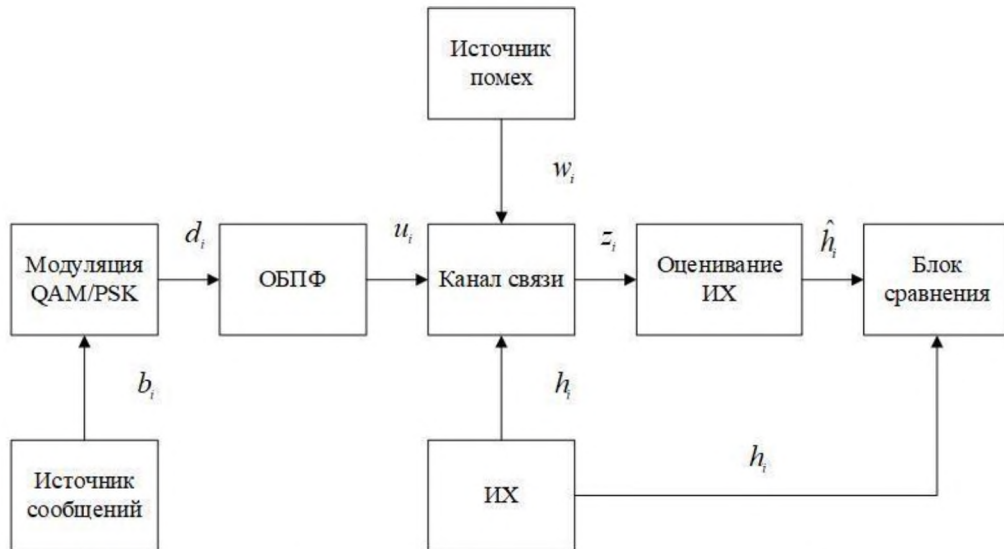 Источник
помех
w_i
d_i
u_i
z_i
ĥ_i
Модуляция
QAM/PSK
ОБПФ
Канал связи
Оценивание
ИХ
Блок
сравнения
b_i
h_i
h_i
Источник
сообщений
ИХ